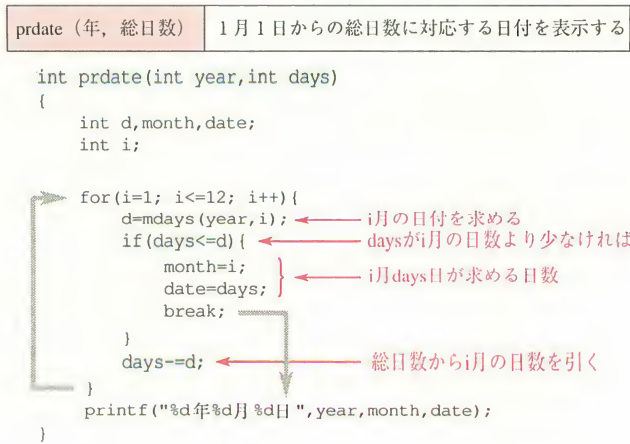 prdate（年，総日数） 1月1日からの総日数に対応する日付を表示する
int prdate(int year,int days)
{
int d,month,date;
int i;
for(i=1; i<=12; i++){
d=mdays(year,i); i月の日付を求める
if(days<=d){ daysがi月の日数より少なければ
month=i;
date=days; i月days日が求める日数
break;
}
days-=d; 総日数からi月の日数を引く
}
printf("%d年%d月%d日",year,month,date);
}